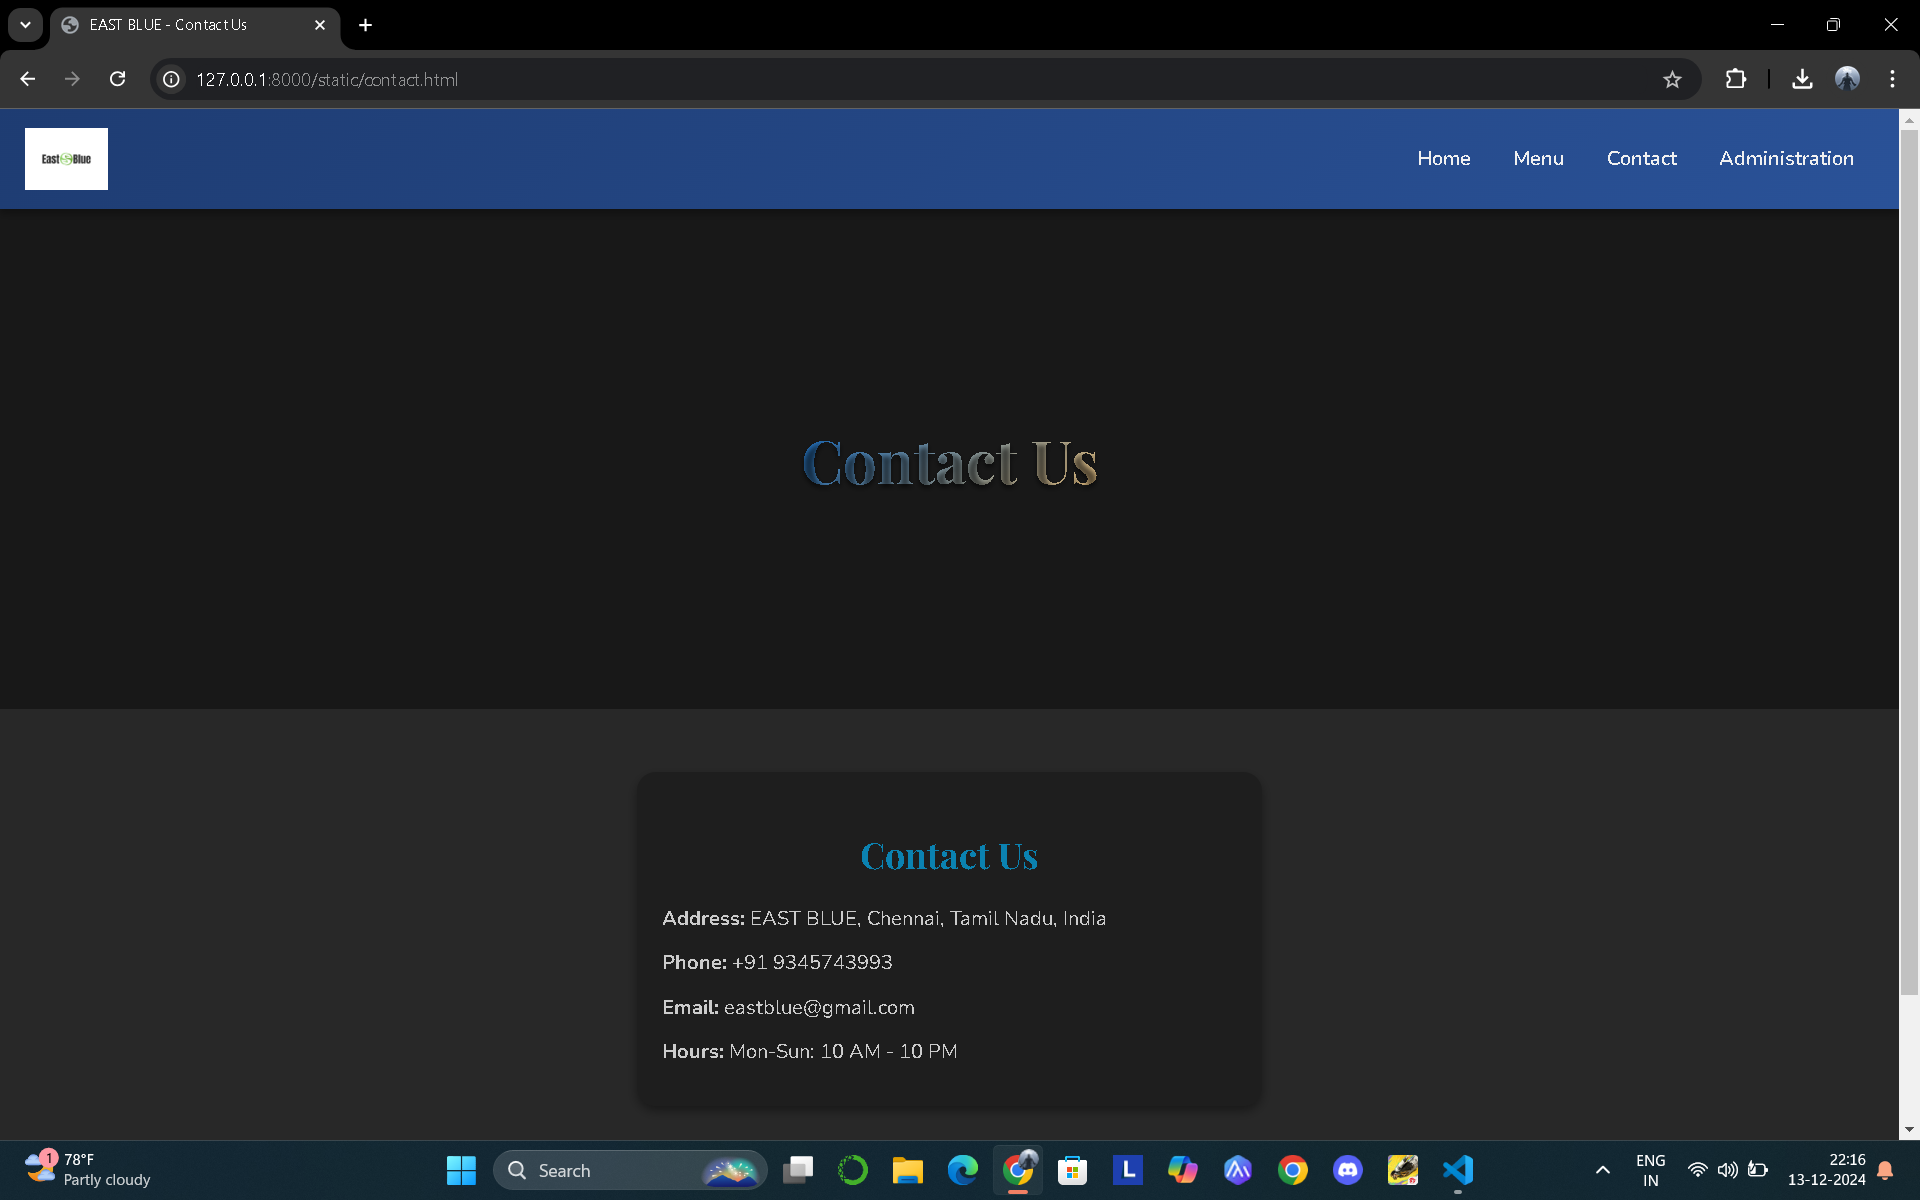 EAST BLUE - Contact Us
127.0.0.1:8000/static/contact.html
East Blue
Home Menu Contact Administration
Contact Us
Contact Us
Address: EAST BLUE, Chennai, Tamil Nadu, India
Phone: +91 9345743993
Email: eastblue@gmail.com
Hours: Mon-Sun: 10 AM - 10 PM
1
78°F
Partly cloudy
Search
L
ENG
IN
22:16
13-12-2024